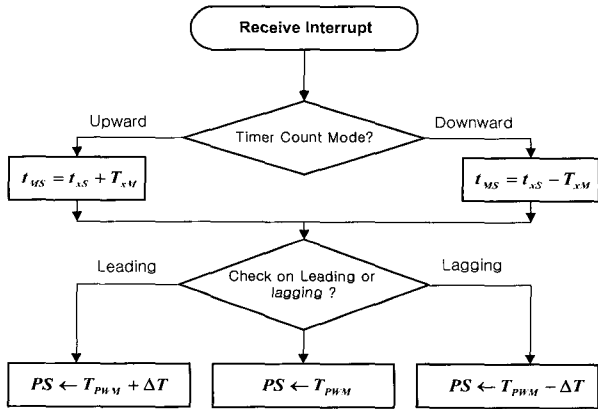 Receive Interrupt
Upward
Timer Count Mode?
Downward
t_MS = t_xS + T_xM
t_MS = t_xS − T_xM
Leading
Check on Leading or
lagging ?
Lagging
PS ← T_PWM + ΔT
PS ← T_PWM
PS ← T_PWM − ΔT